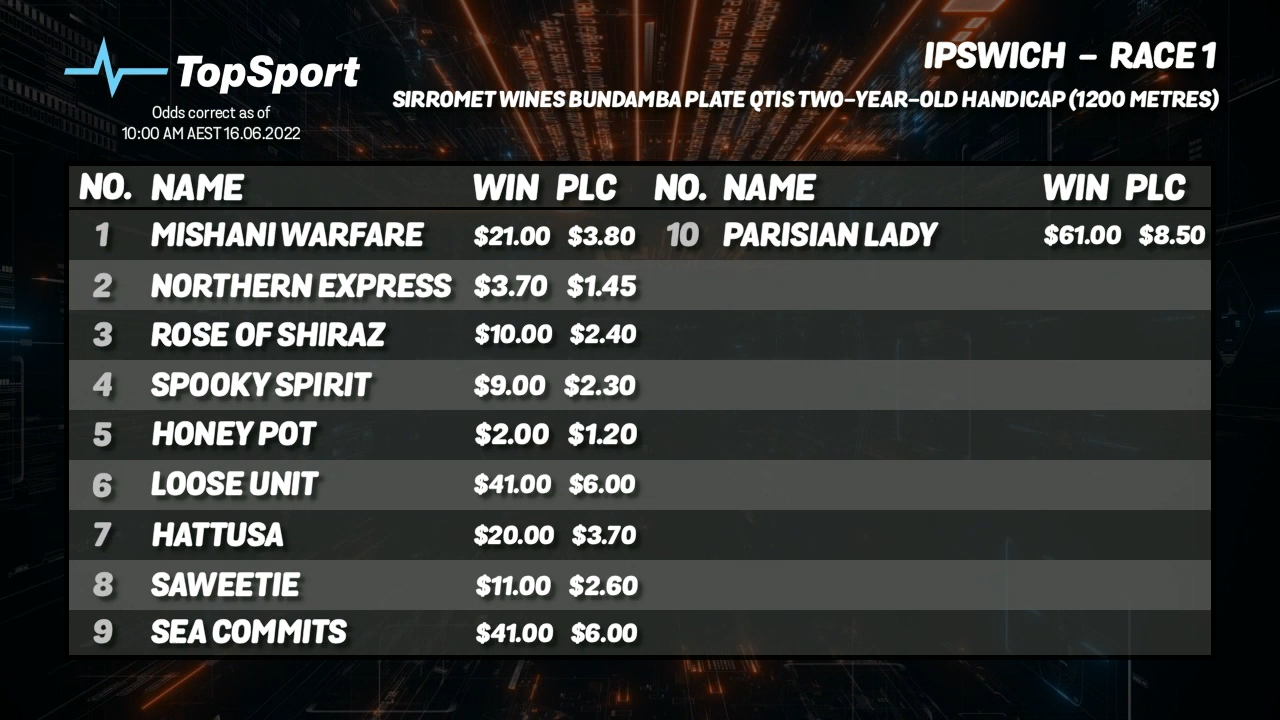 TopSport
Odds correct as of
10:00 AM AEST 16.06.2022
IPSWICH - RACE 1
SIRROMET WINES BUNDAMBA PLATE QTIS TWO-YEAR-OLD HANDICAP (1200 METRES)
NO. NAME WIN PLC NO. NAME WIN PLC
1 MISHANI WARFARE $21.00 $3.80 10 PARISIAN LADY $61.00 $8.50
2 NORTHERN EXPRESS $3.70 $1.45
3 ROSE OF SHIRAZ $10.00 $2.40
4 SPOOKY SPIRIT $9.00 $2.30
5 HONEY POT $2.00 $1.20
6 LOOSE UNIT $41.00 $6.00
7 HATTUSA $20.00 $3.70
8 SAWEETIE $11.00 $2.60
9 SEA COMMITS $41.00 $6.00